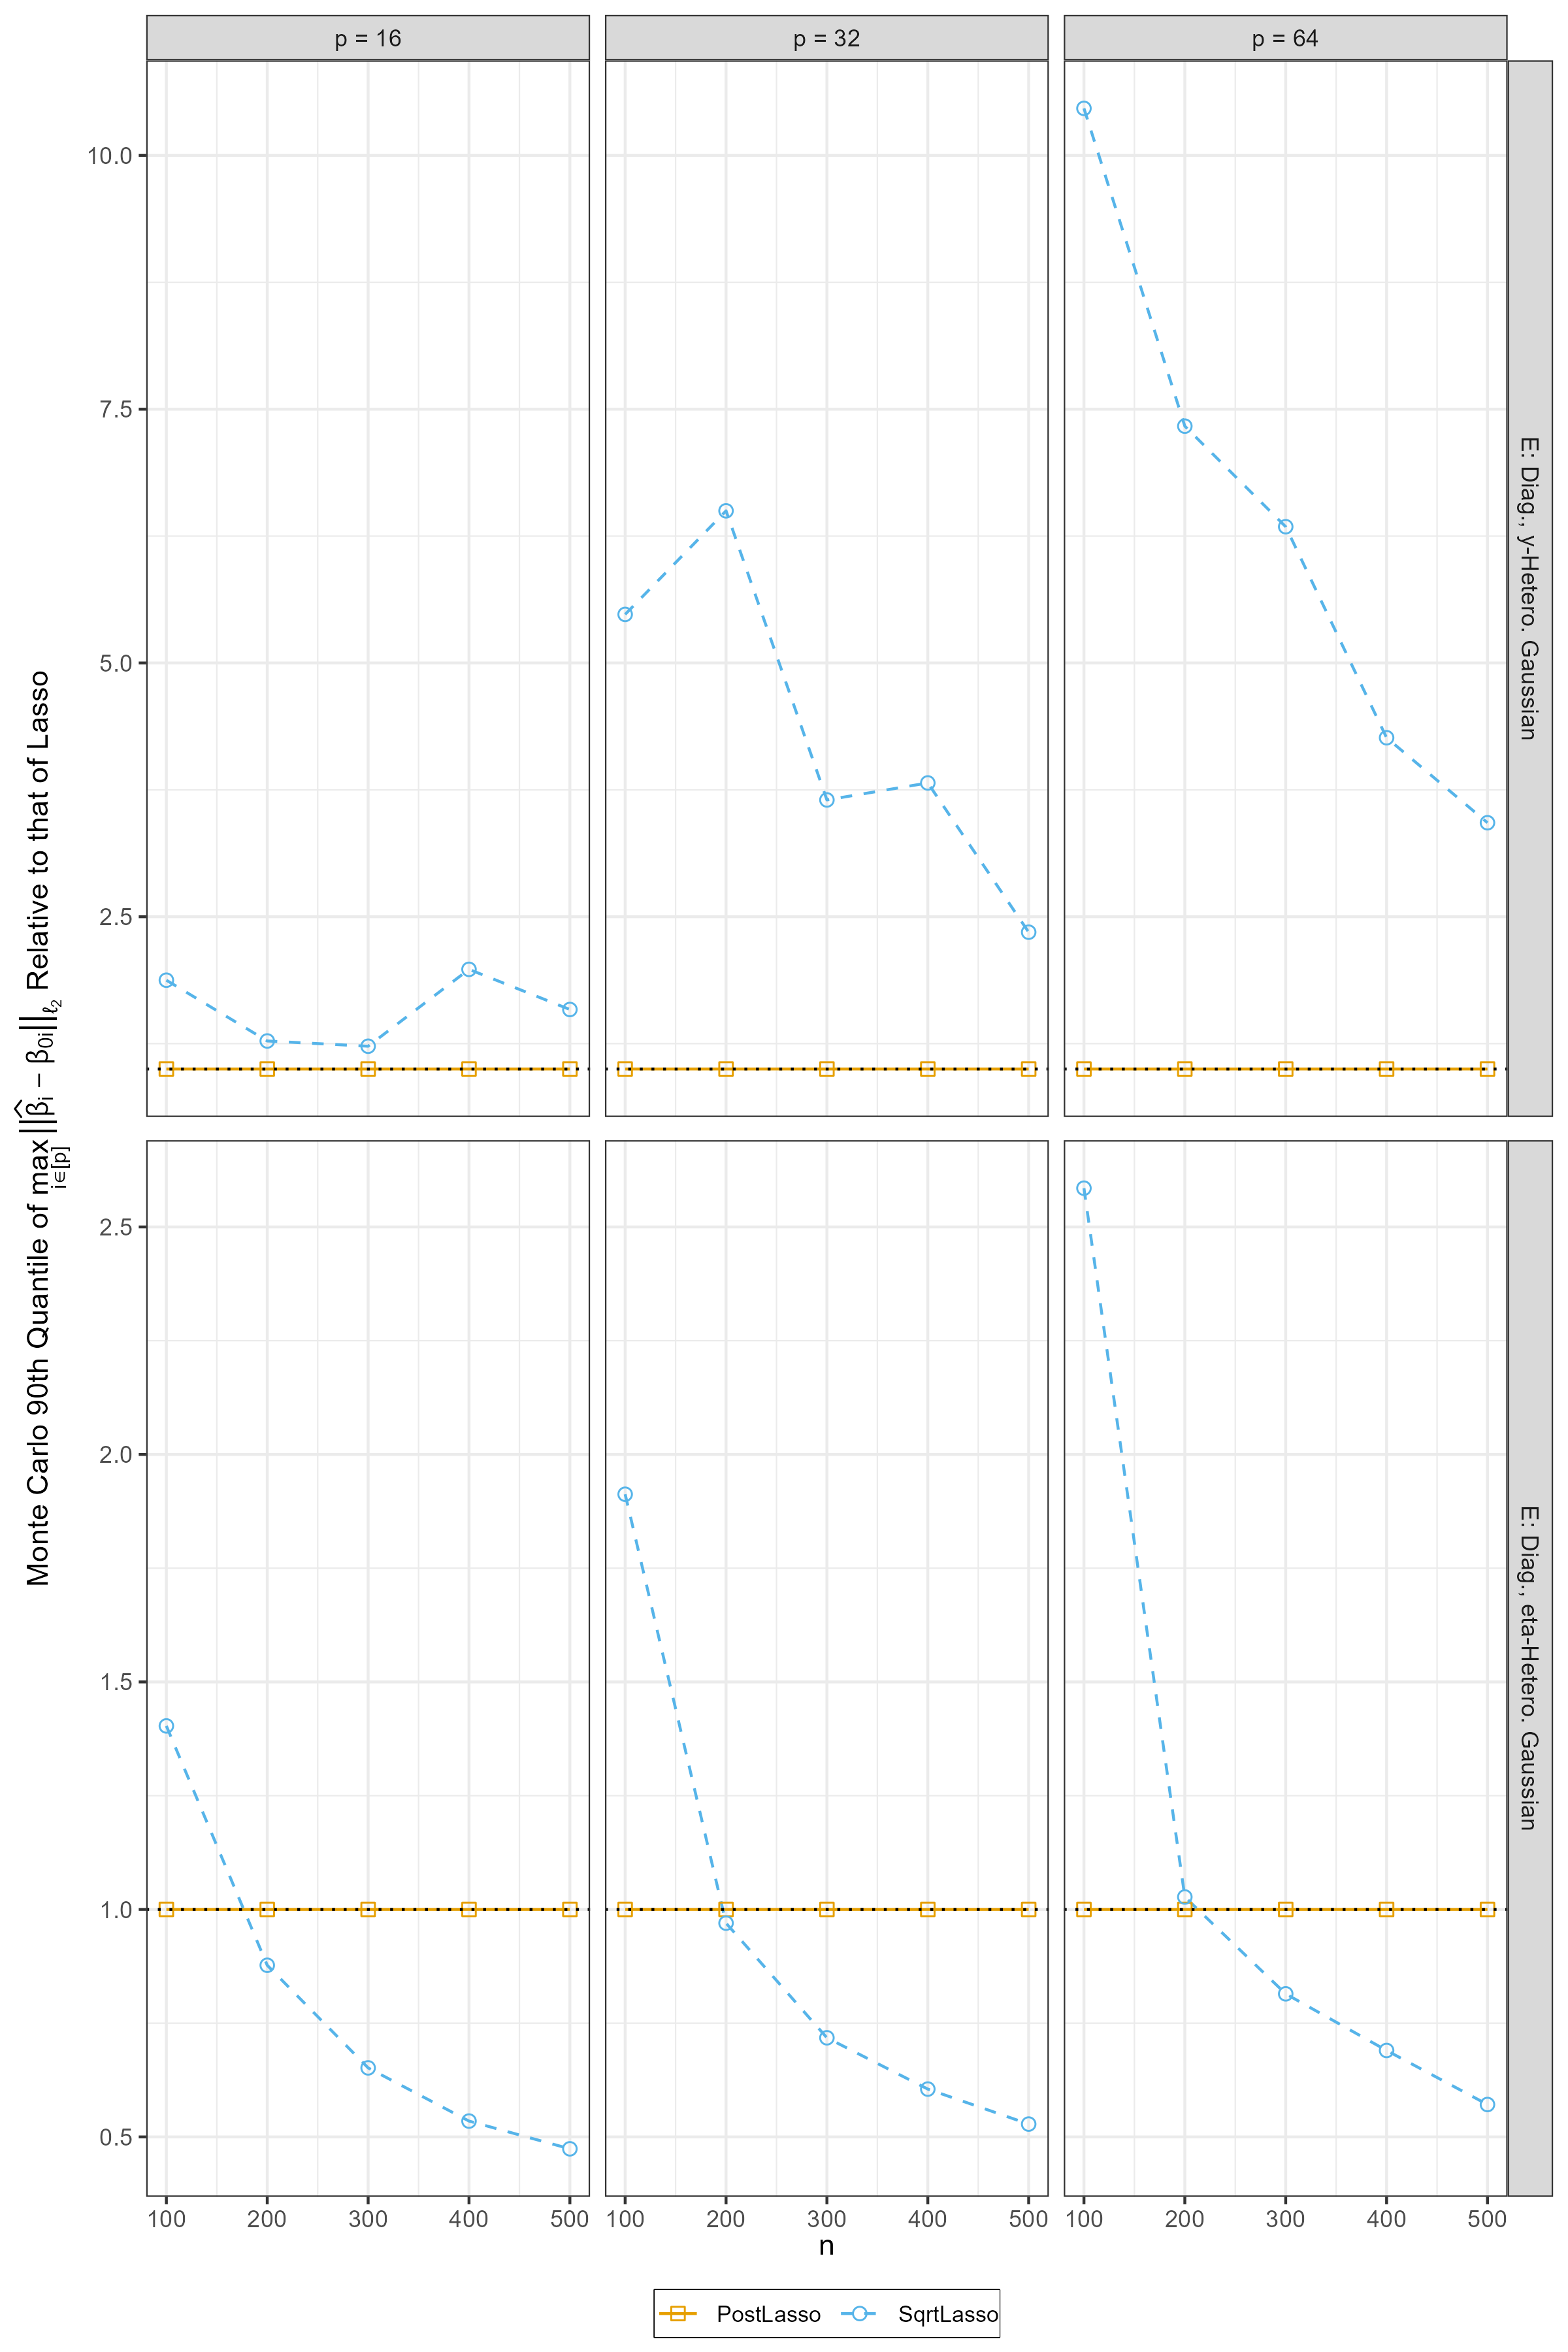 p = 16
p = 32
p = 64
10.0
7.5
5.0
2.5
E: Diag., y-Hetero. Gaussian
Monte Carlo 90th Quantile of max i∈[p] ||β̂i − β0i||ℓ2 Relative to that of Lasso
2.5
2.0
1.5
1.0
0.5
E: Diag., eta-Hetero. Gaussian
100 200 300 400 500
100 200 300 400 500
100 200 300 400 500
n
PostLasso SqrtLasso